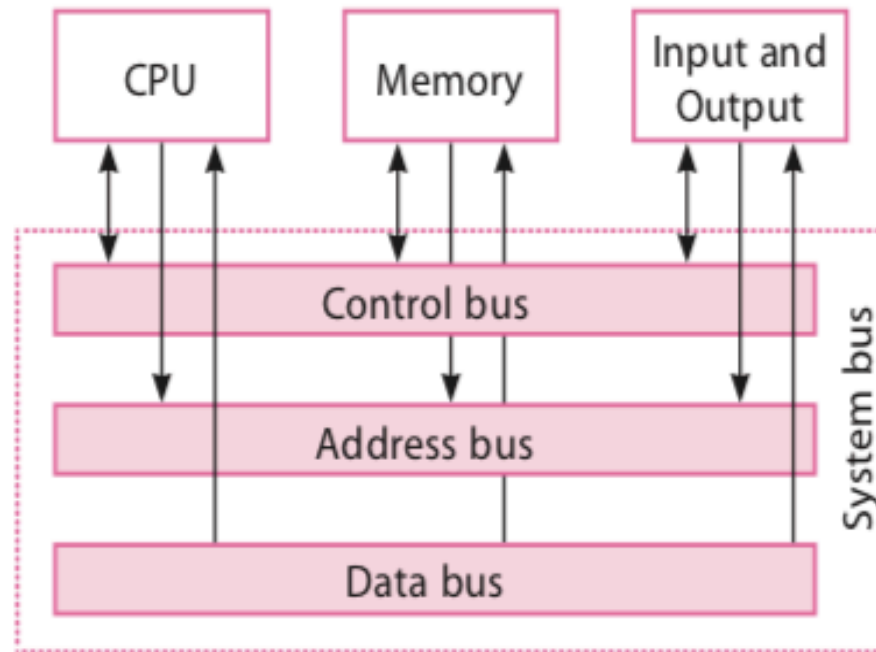 CPU
Memory
Input and
Output
Control bus
Address bus
Data bus
System bus